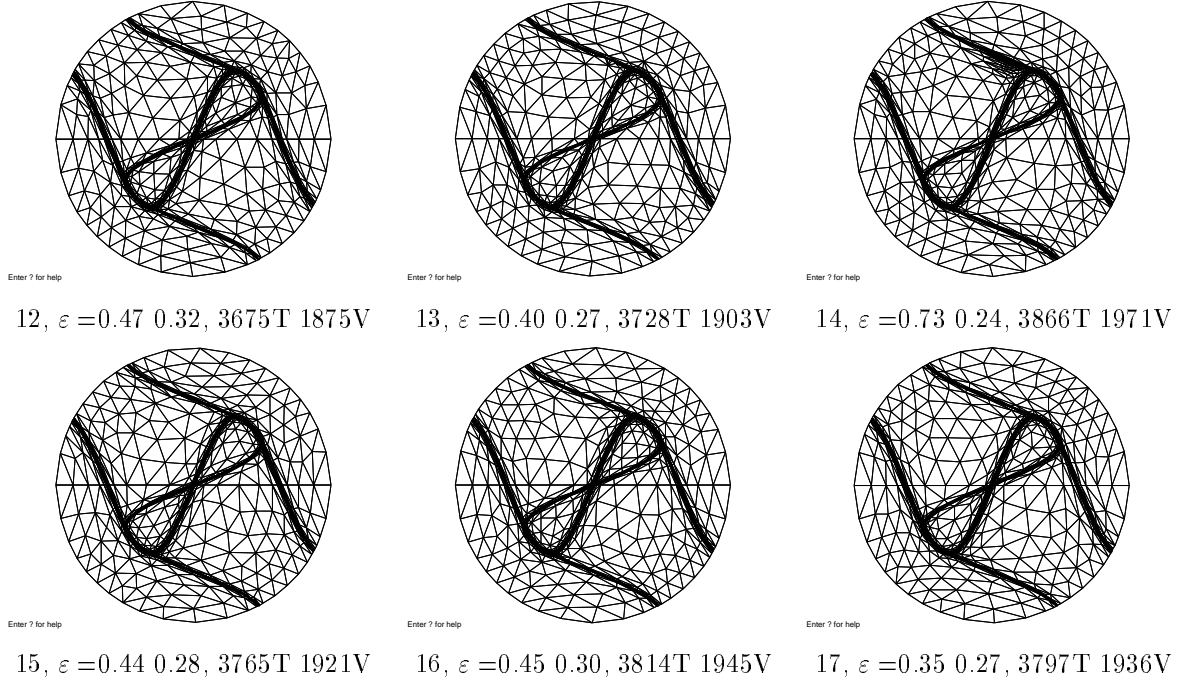 Enter ? for help
Enter ? for help
Enter ? for help
12, ε =0.47 0.32, 3675T 1875V
13, ε =0.40 0.27, 3728T 1903V
14, ε =0.73 0.24, 3866T 1971V
Enter ? for help
Enter ? for help
Enter ? for help
15, ε =0.44 0.28, 3765T 1921V
16, ε =0.45 0.30, 3814T 1945V
17, ε =0.35 0.27, 3797T 1936V